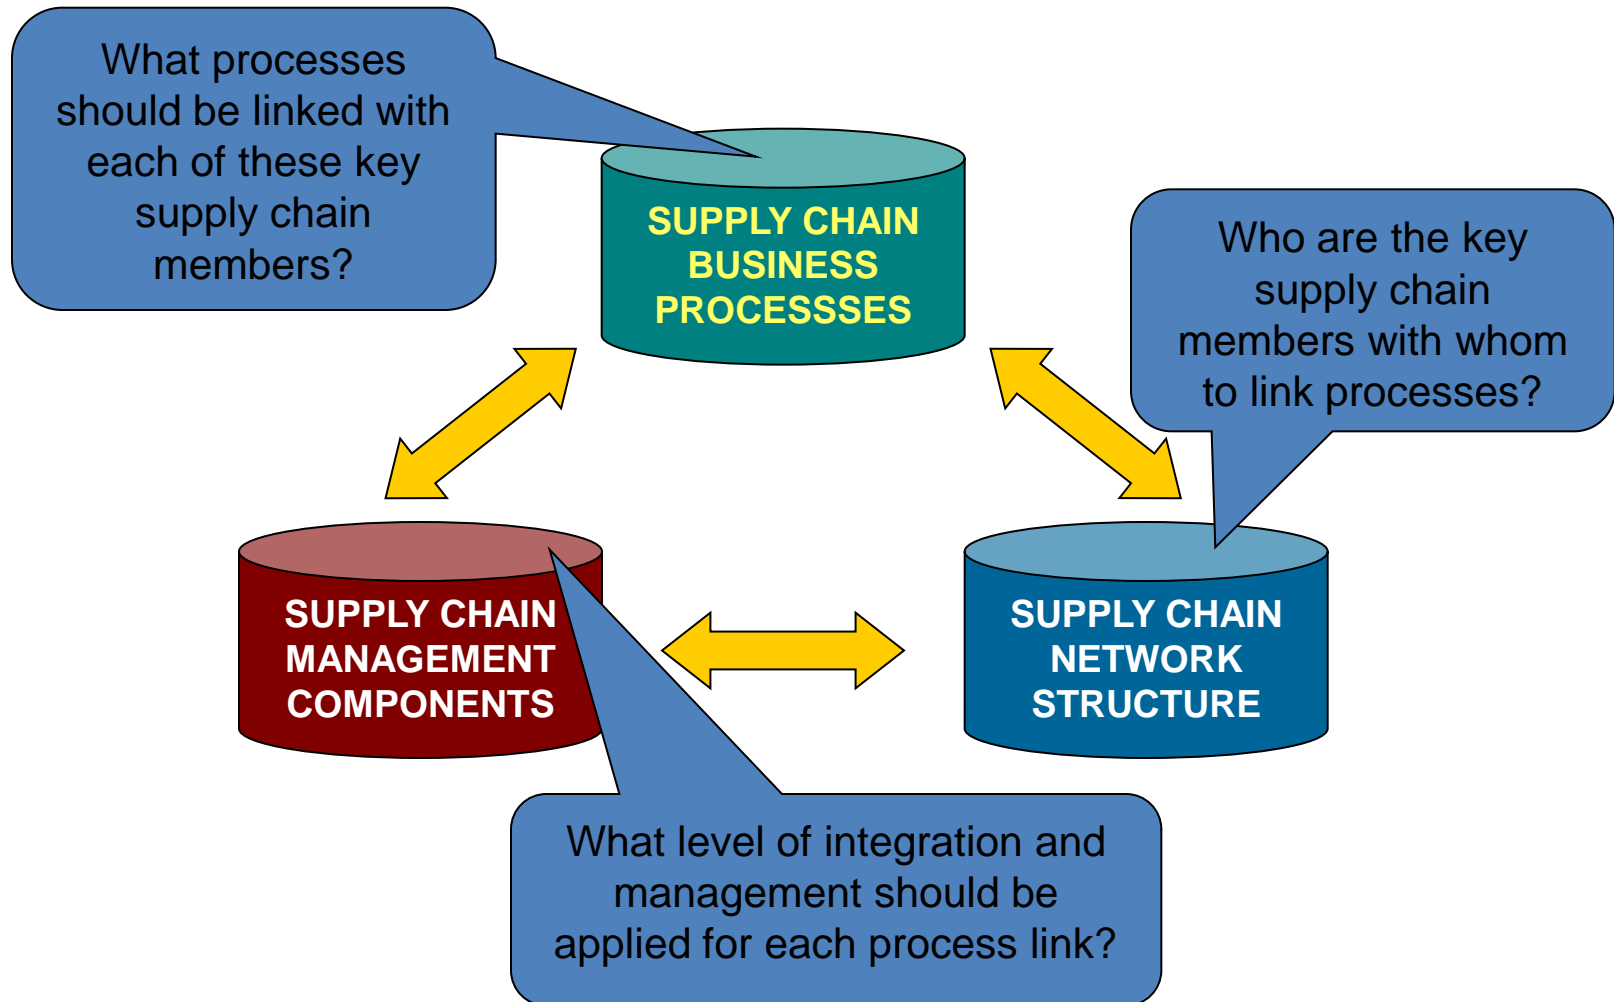 What processes
should be linked with
each of these key
supply chain
members?
SUPPLY CHAIN
BUSINESS
PROCESSSES
Who are the key
supply chain
members with whom
to link processes?
SUPPLY CHAIN
MANAGEMENT
COMPONENTS
SUPPLY CHAIN
NETWORK
STRUCTURE
What level of integration and
management should be
applied for each process link?